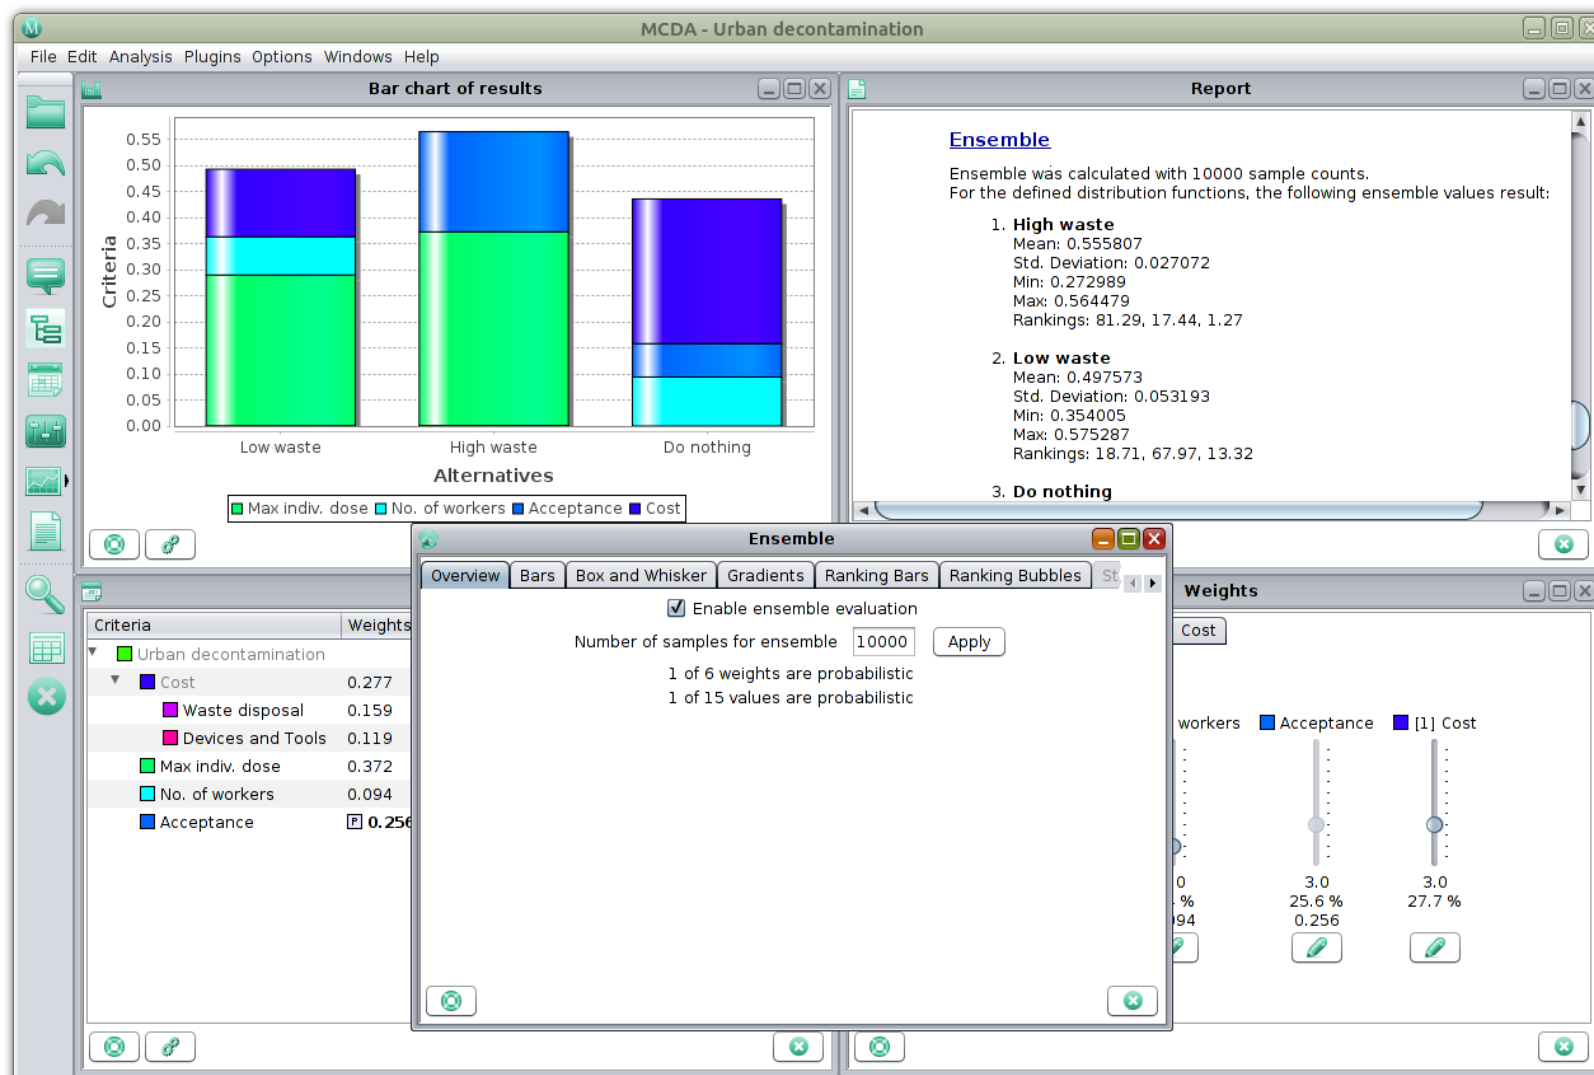 MCDA - Urban decontamination
File Edit Analysis Plugins Options Windows Help
Bar chart of results
0.55
0.50
0.45
0.40
0.35
0.30
0.25
0.20
0.15
0.10
0.05
0.00
Criteria
Low waste High waste Do nothing
Alternatives
Max indiv. dose No. of workers Acceptance Cost
Report
Ensemble
Ensemble was calculated with 10000 sample counts.
For the defined distribution functions, the following ensemble values result:
1. High waste
Mean: 0.555807
Std. Deviation: 0.027072
Min: 0.272989
Max: 0.564479
Rankings: 81.29, 17.44, 1.27
2. Low waste
Mean: 0.497573
Std. Deviation: 0.053193
Min: 0.354005
Max: 0.575287
Rankings: 18.71, 67.97, 13.32
3. Do nothing
Criteria Weights
Urban decontamination
Cost 0.277
Waste disposal 0.159
Devices and Tools 0.119
Max indiv. dose 0.372
No. of workers 0.094
Acceptance P 0.256
Ensemble
Overview Bars Box and Whisker Gradients Ranking Bars Ranking Bubbles St
Enable ensemble evaluation
Number of samples for ensemble 10000 Apply
1 of 6 weights are probabilistic
1 of 15 values are probabilistic
Weights
Cost
workers Acceptance [1] Cost
0 3.0 3.0
% 25.6 % 27.7 %
94 0.256